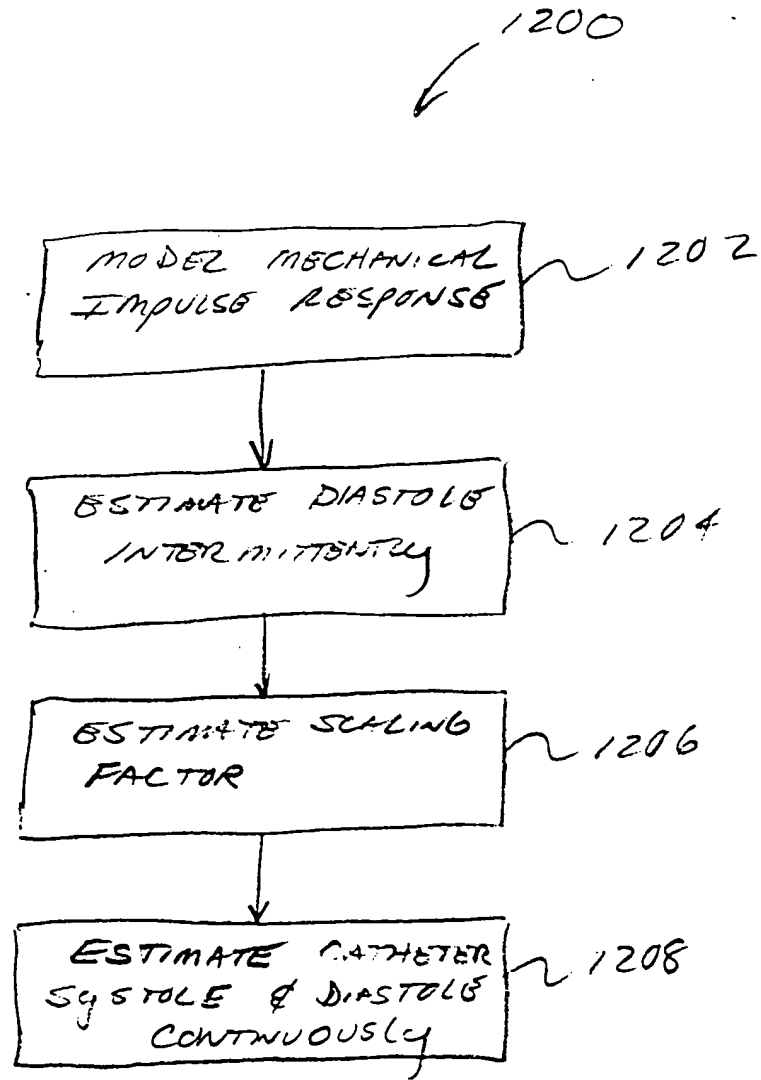 1200
MODEL MECHANICAL
IMPULSE RESPONSE
1202
ESTIMATE DIASTOLE
INTERMITTENTLY
1204
ESTIMATE SCALING
FACTOR
1206
ESTIMATE CATHETER
SYSTOLE & DIASTOLE
CONTINUOUSLY
1208